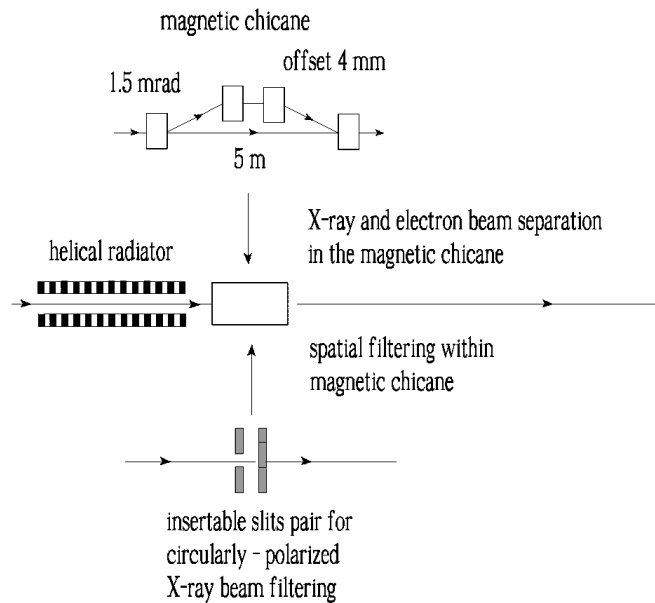 magnetic chicane
offset 4 mm
1.5 mrad
5 m
X-ray and electron beam separation
in the magnetic chicane
helical radiator
spatial filtering within
magnetic chicane
insertable slits pair for
circularly - polarized
X-ray beam filtering